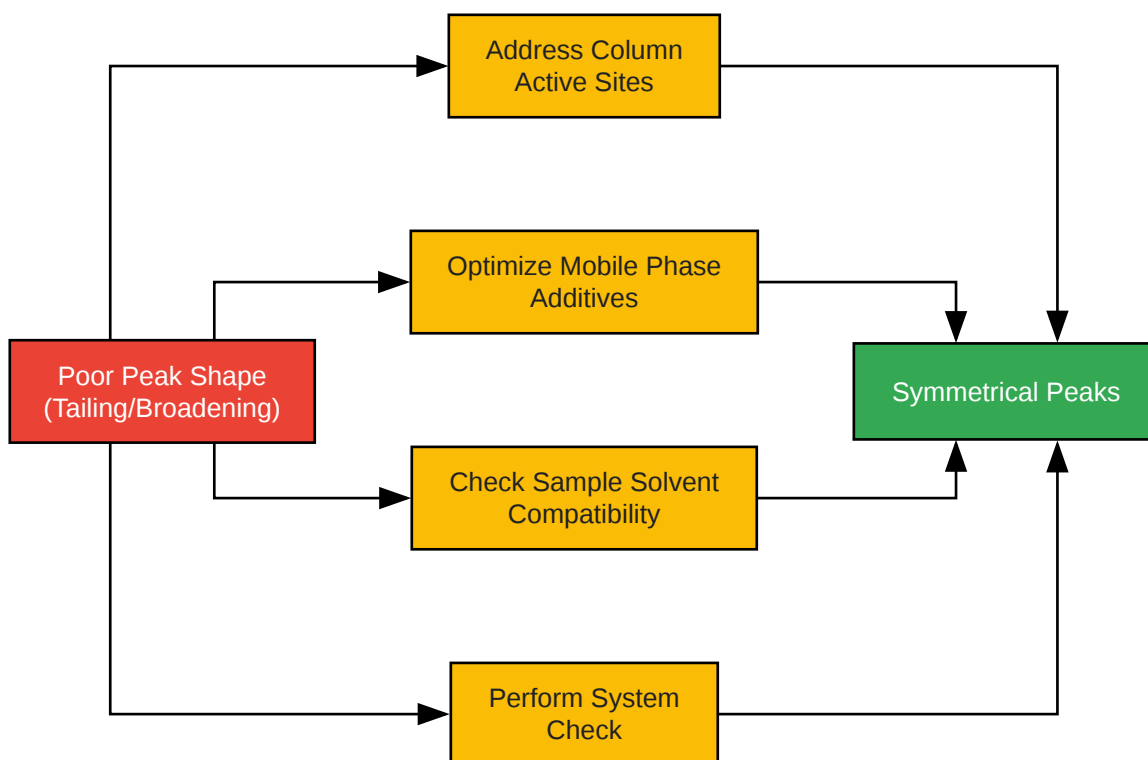 Address Column
Active Sites
Optimize Mobile Phase
Additives
Poor Peak Shape
(Tailing/Broadening)
Symmetrical Peaks
Check Sample Solvent
Compatibility
Perform System
Check